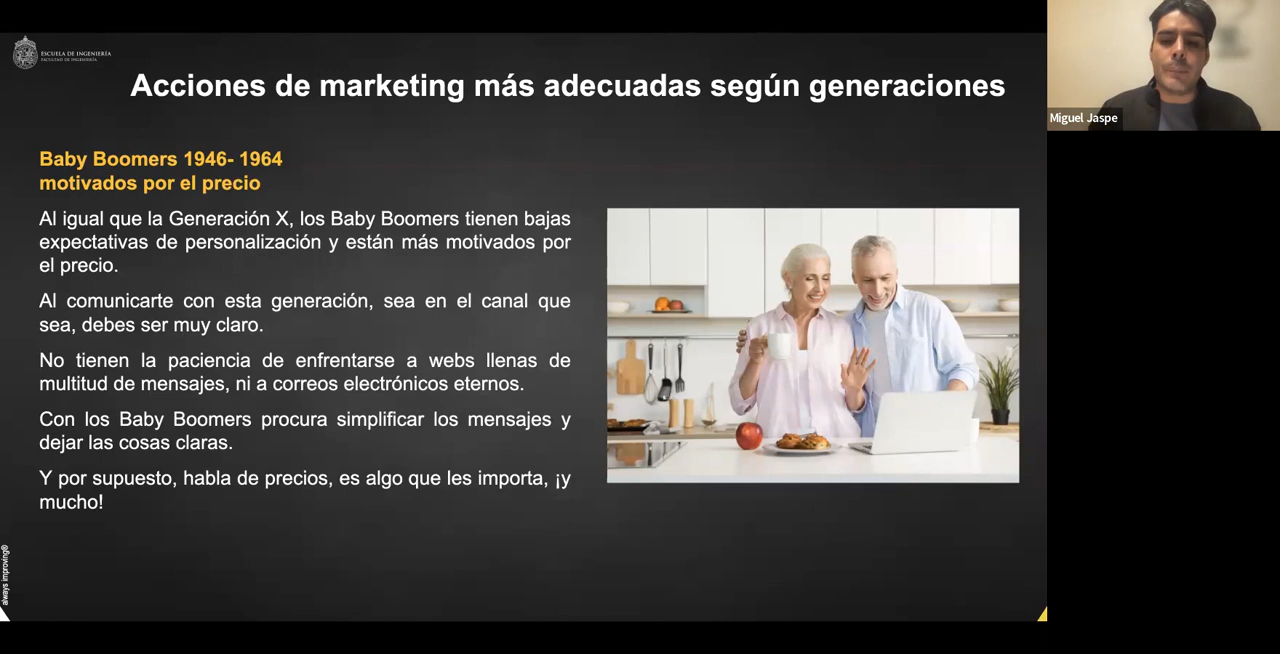 ESCUELA DE INGENIERÍA
FACULTAD DE INGENIERÍA
Acciones de marketing más adecuadas según generaciones
Miguel Jaspe
Baby Boomers 1946- 1964
motivados por el precio
Al igual que la Generación X, los Baby Boomers tienen bajas
expectativas de personalización y están más motivados por
el precio.
Al comunicarte con esta generación, sea en el canal que
sea, debes ser muy claro.
No tienen la paciencia de enfrentarse a webs llenas de
multitud de mensajes, ni a correos electrónicos eternos.
Con los Baby Boomers procura simplificar los mensajes y
dejar las cosas claras.
Y por supuesto, habla de precios, es algo que les importa, ¡y
mucho!
always improving®